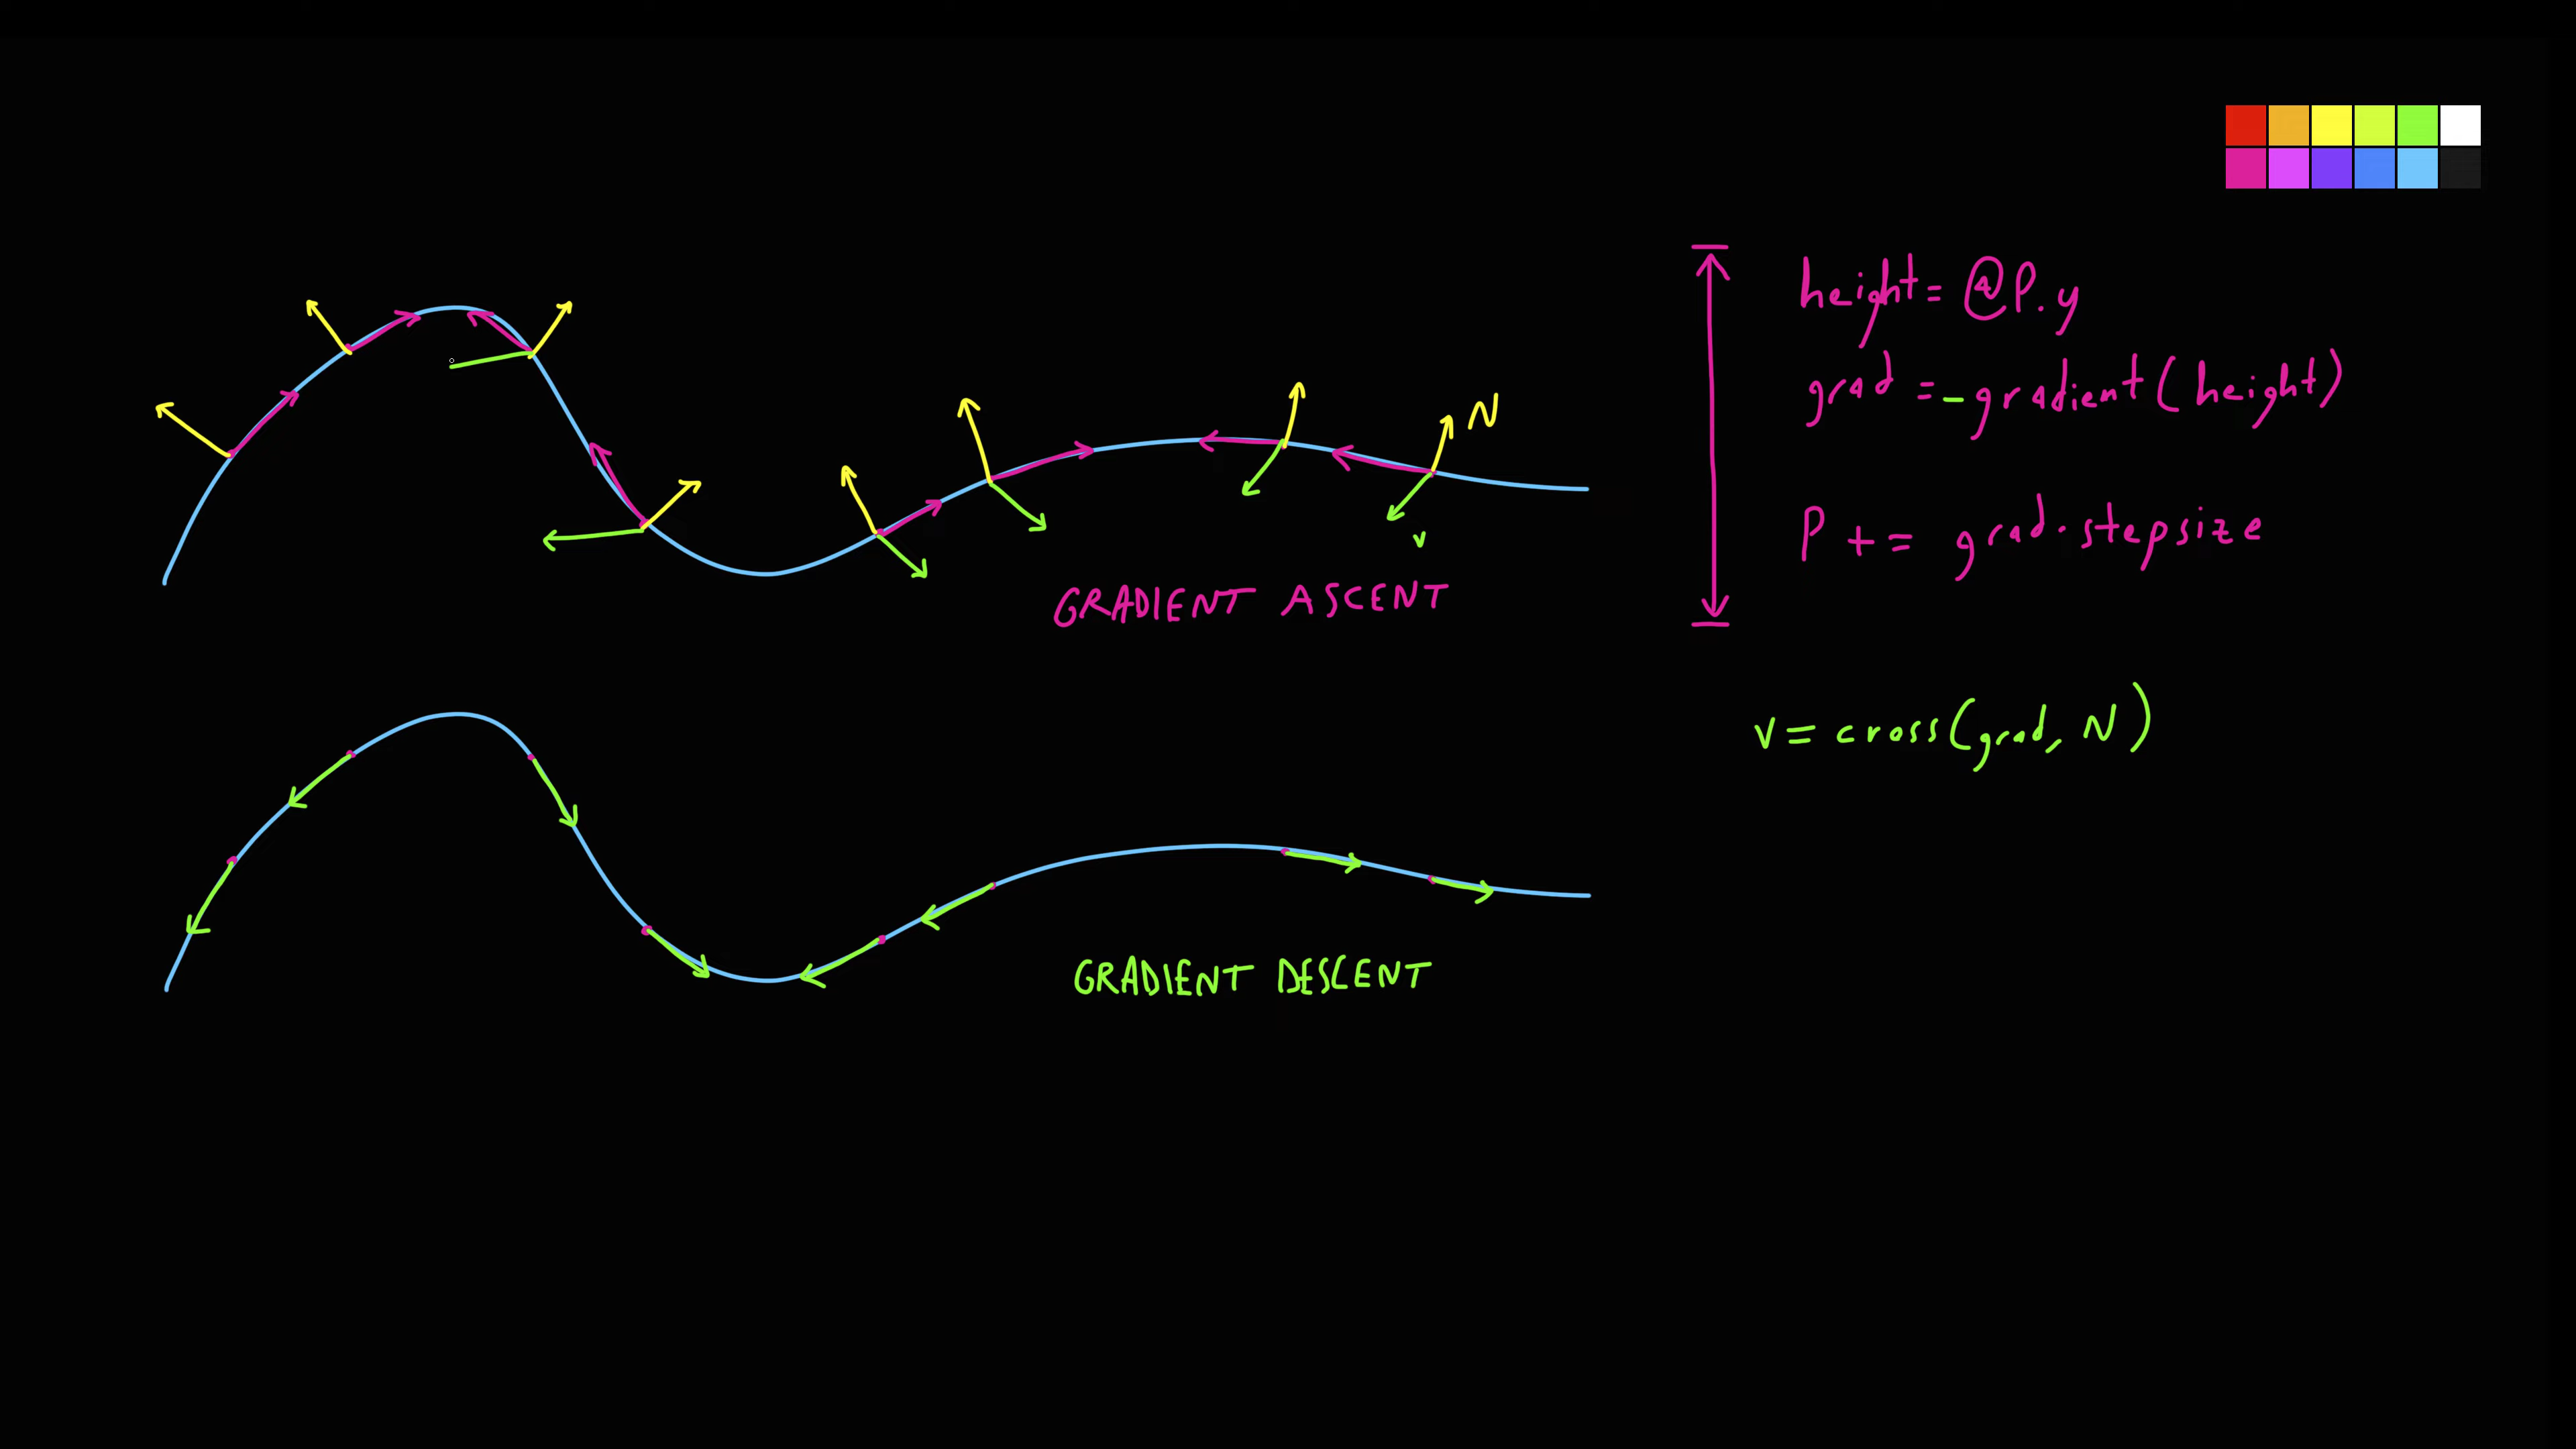 height = @P.y
grad = -gradient(height)
N
P += grad · stepsize
v
GRADIENT ASCENT
v = cross(grad, N)
GRADIENT DESCENT